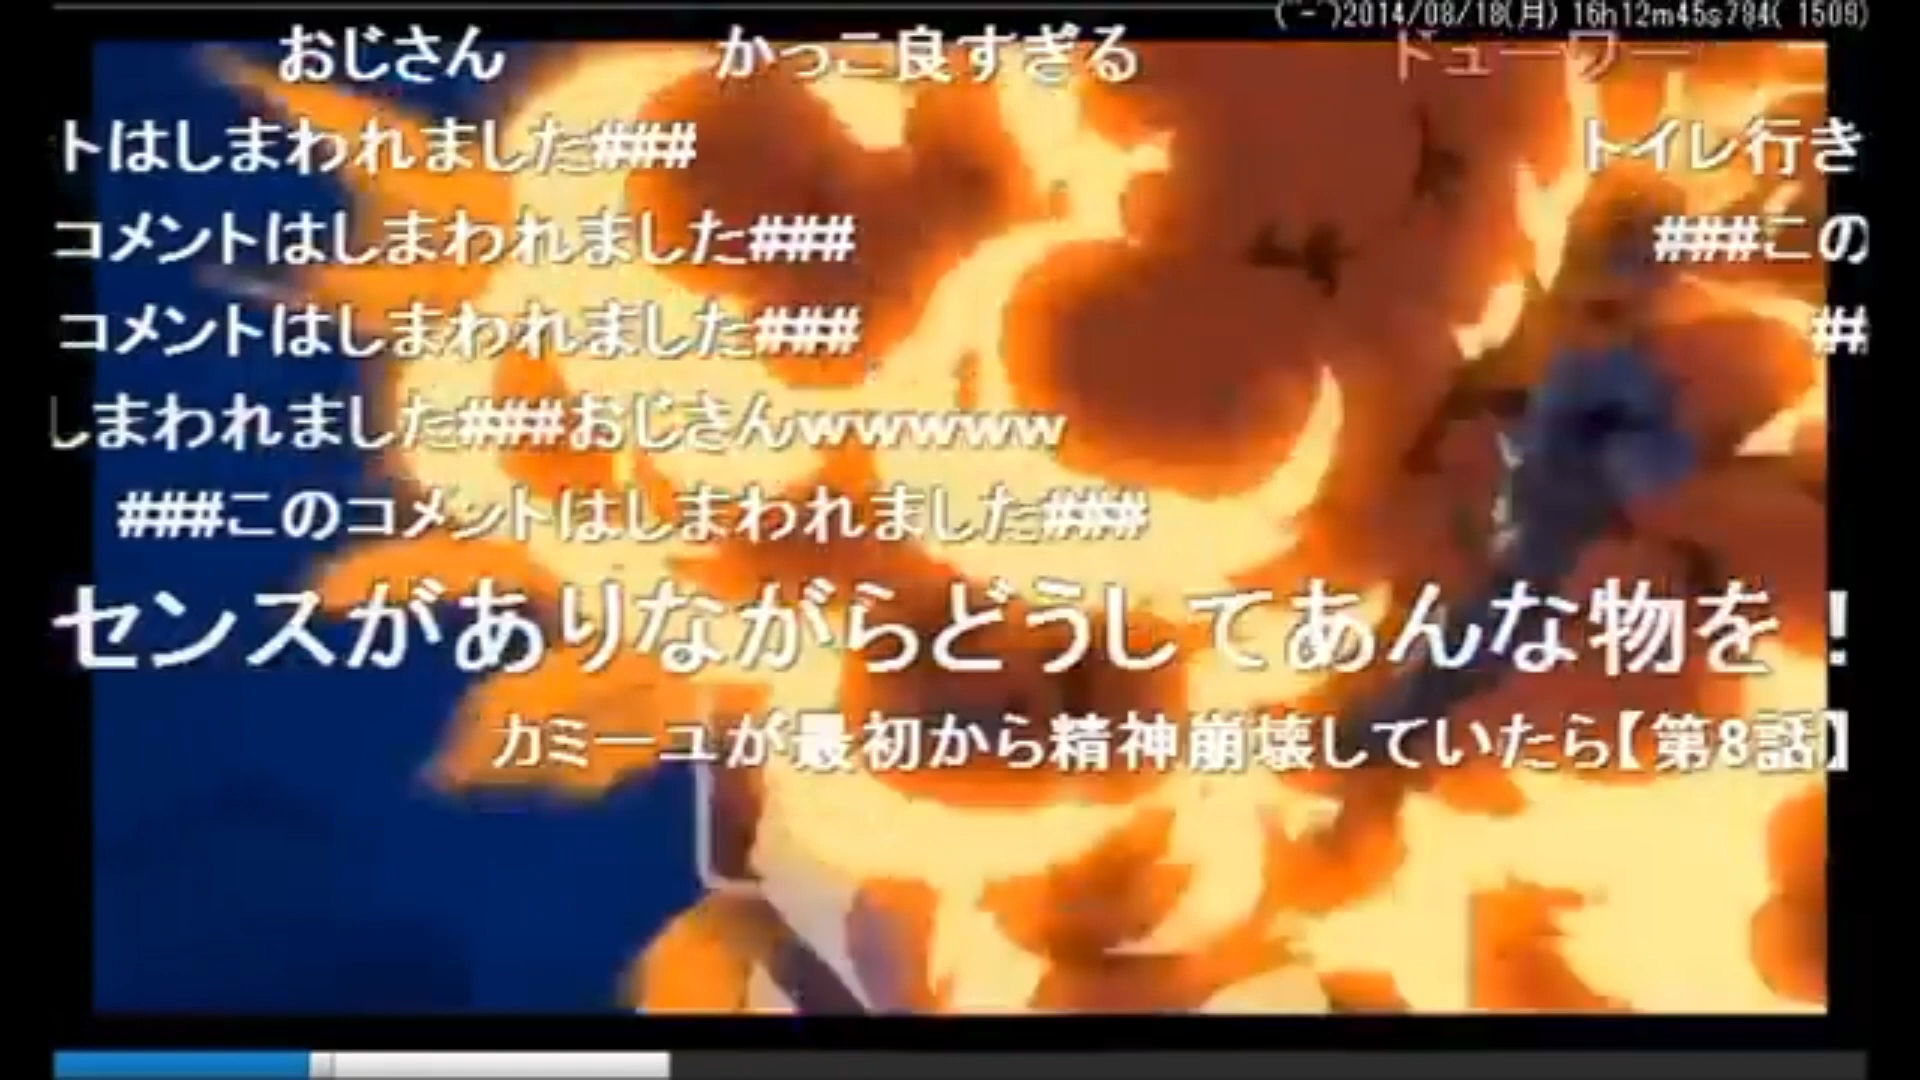 (´-`)2014/08/18(月) 16h12m45s784( 1509)
おじさん かっこ良すぎる ドューワー
トはしまわれました### トイレ行き
コメントはしまわれました### ###この
コメントはしまわれました### ##
しまわれました###おじさんwwwwww
###このコメントはしまわれました###
センスがありながらどうしてあんな物を！
カミーユが最初から精神崩壊していたら【第8話】